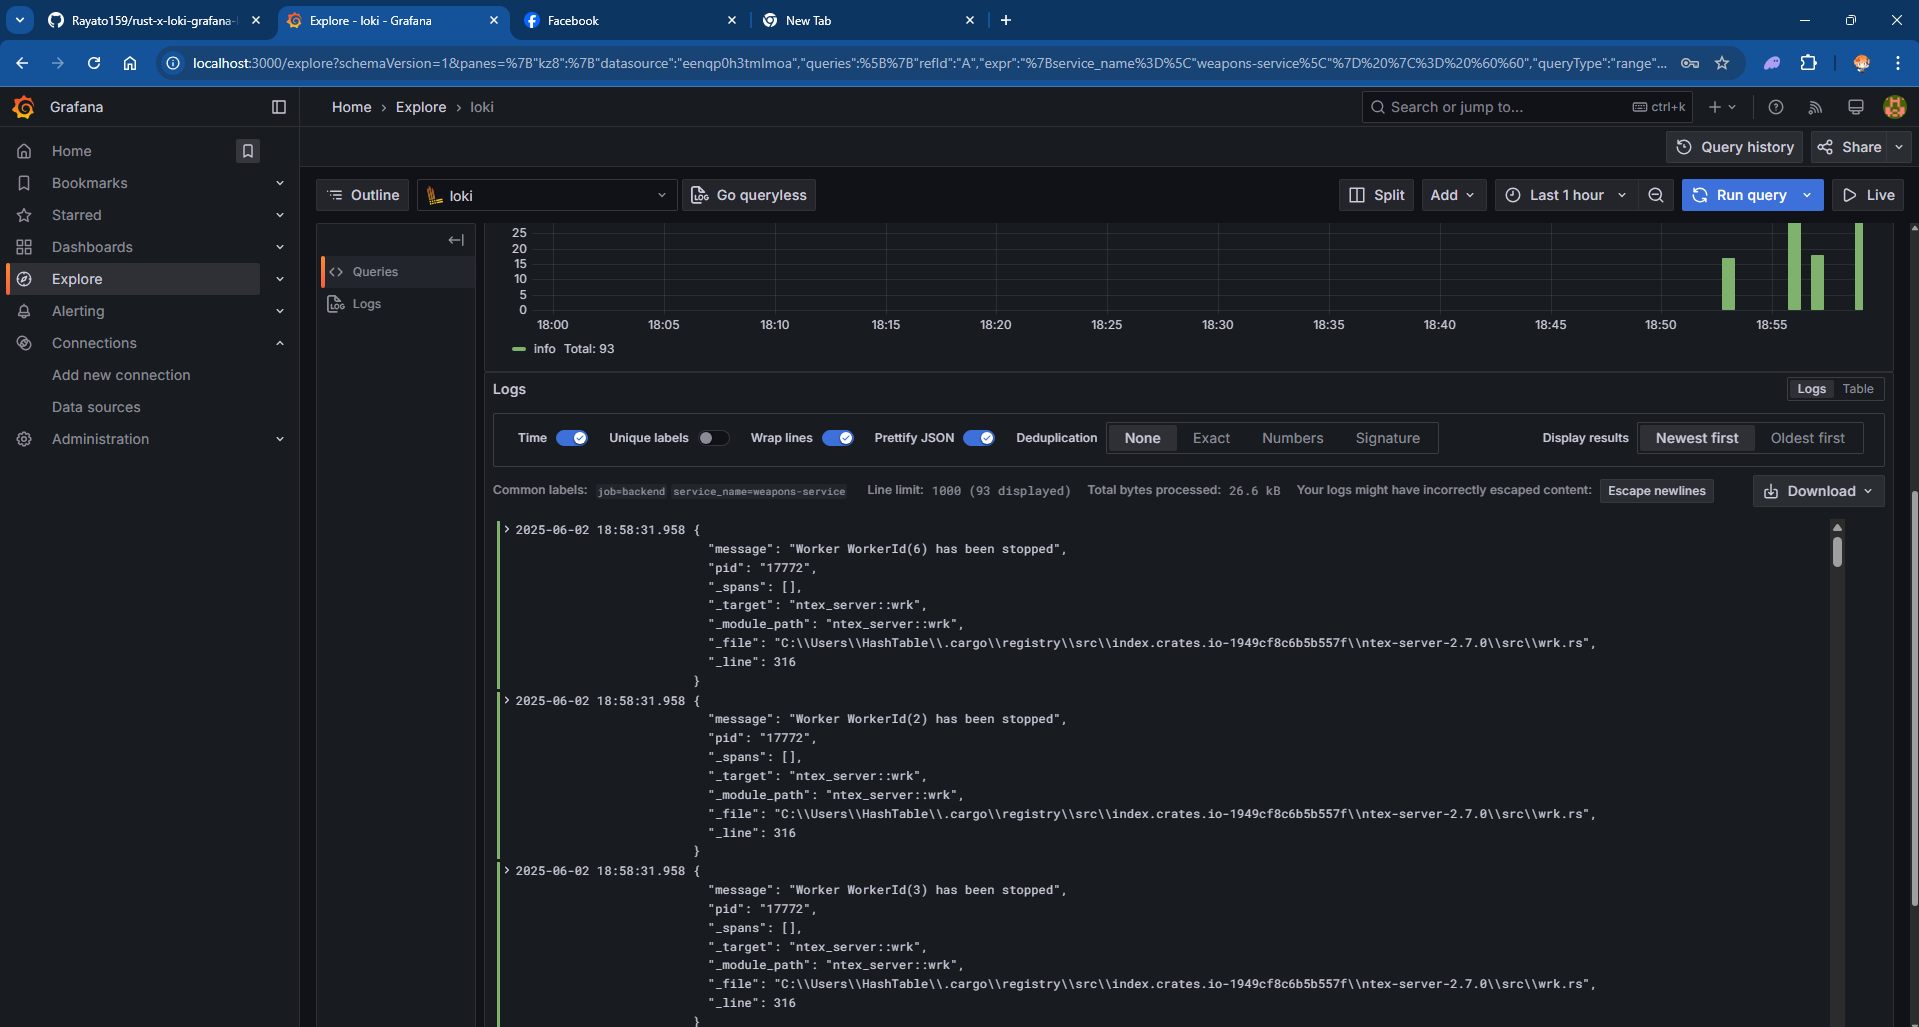 Rayato159/rust-x-loki-grafana-
Explore - loki - Grafana
Facebook
New Tab
localhost:3000/explore?schemaVersion=1&panes=%7B"kz8":%7B"datasource":"eenqp0h3tmlmoa","queries":%5B%7B"refId":"A","expr":"%7Bservice_name%3D%5C"weapons-service%5C"%7D%20%7C%3D%20%60%60","queryType":"range"...
Grafana
Home › Explore › loki
Search or jump to...
ctrl+k
Home
Bookmarks
Starred
Dashboards
Explore
Alerting
Connections
Add new connection
Data sources
Administration
Query history
Share
Outline
loki
Go queryless
Split
Add
Last 1 hour
Run query
Live
Queries
LOG Logs
25
20
15
10
5
0
18:00 18:05 18:10 18:15 18:20 18:25 18:30 18:35 18:40 18:45 18:50 18:55
info Total: 93
Logs
Logs Table
Time Unique labels Wrap lines Prettify JSON Deduplication None Exact Numbers Signature Display results Newest first Oldest first
Common labels: job=backend service_name=weapons-service Line limit: 1000 (93 displayed) Total bytes processed: 26.6 kB Your logs might have incorrectly escaped content: Escape newlines Download
2025-06-02 18:58:31.958 {
"message": "Worker WorkerId(6) has been stopped",
"pid": "17772",
"_spans": [],
"_target": "ntex_server::wrk",
"_module_path": "ntex_server::wrk",
"_file": "C:\\Users\\HashTable\\.cargo\\registry\\src\\index.crates.io-1949cf8c6b5b557f\\ntex-server-2.7.0\\src\\wrk.rs",
"_line": 316
}
2025-06-02 18:58:31.958 {
"message": "Worker WorkerId(2) has been stopped",
"pid": "17772",
"_spans": [],
"_target": "ntex_server::wrk",
"_module_path": "ntex_server::wrk",
"_file": "C:\\Users\\HashTable\\.cargo\\registry\\src\\index.crates.io-1949cf8c6b5b557f\\ntex-server-2.7.0\\src\\wrk.rs",
"_line": 316
}
2025-06-02 18:58:31.958 {
"message": "Worker WorkerId(3) has been stopped",
"pid": "17772",
"_spans": [],
"_target": "ntex_server::wrk",
"_module_path": "ntex_server::wrk",
"_file": "C:\\Users\\HashTable\\.cargo\\registry\\src\\index.crates.io-1949cf8c6b5b557f\\ntex-server-2.7.0\\src\\wrk.rs",
"_line": 316
}